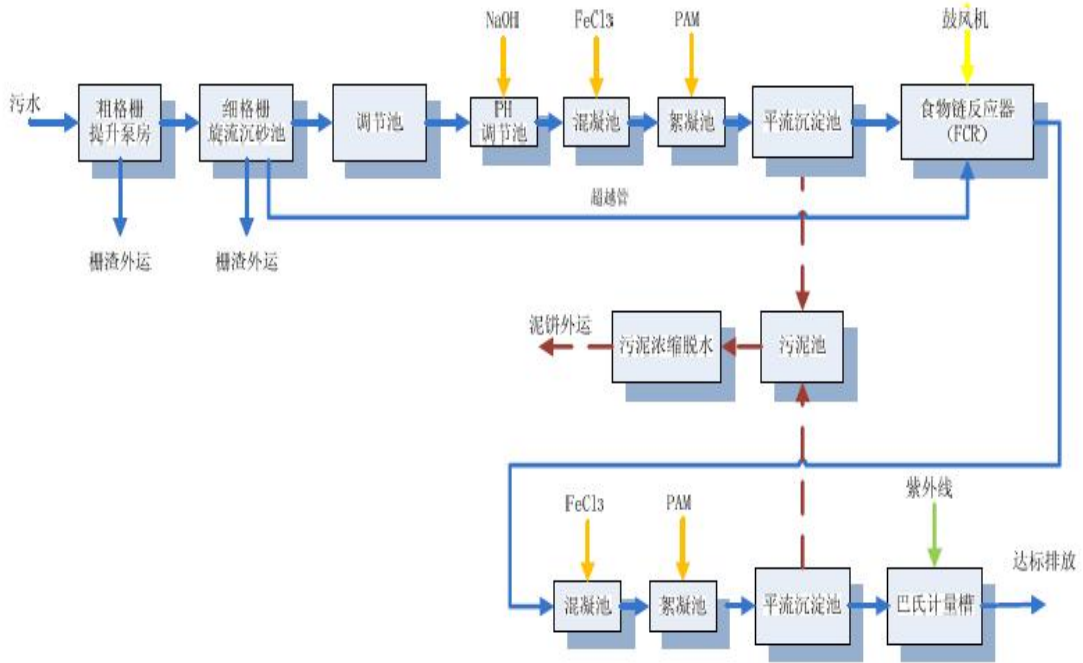 NaOH
FeCl3
PAM
鼓风机
污水
粗格栅
提升泵房
细格栅
旋流沉砂池
调节池
PH
调节池
混凝池
絮凝池
平流沉淀池
食物链反应器
(FCR)
超越管
栅渣外运
栅渣外运
泥饼外运
污泥浓缩脱水
污泥池
FeCl3
PAM
紫外线
混凝池
絮凝池
平流沉淀池
巴氏计量槽
达标排放